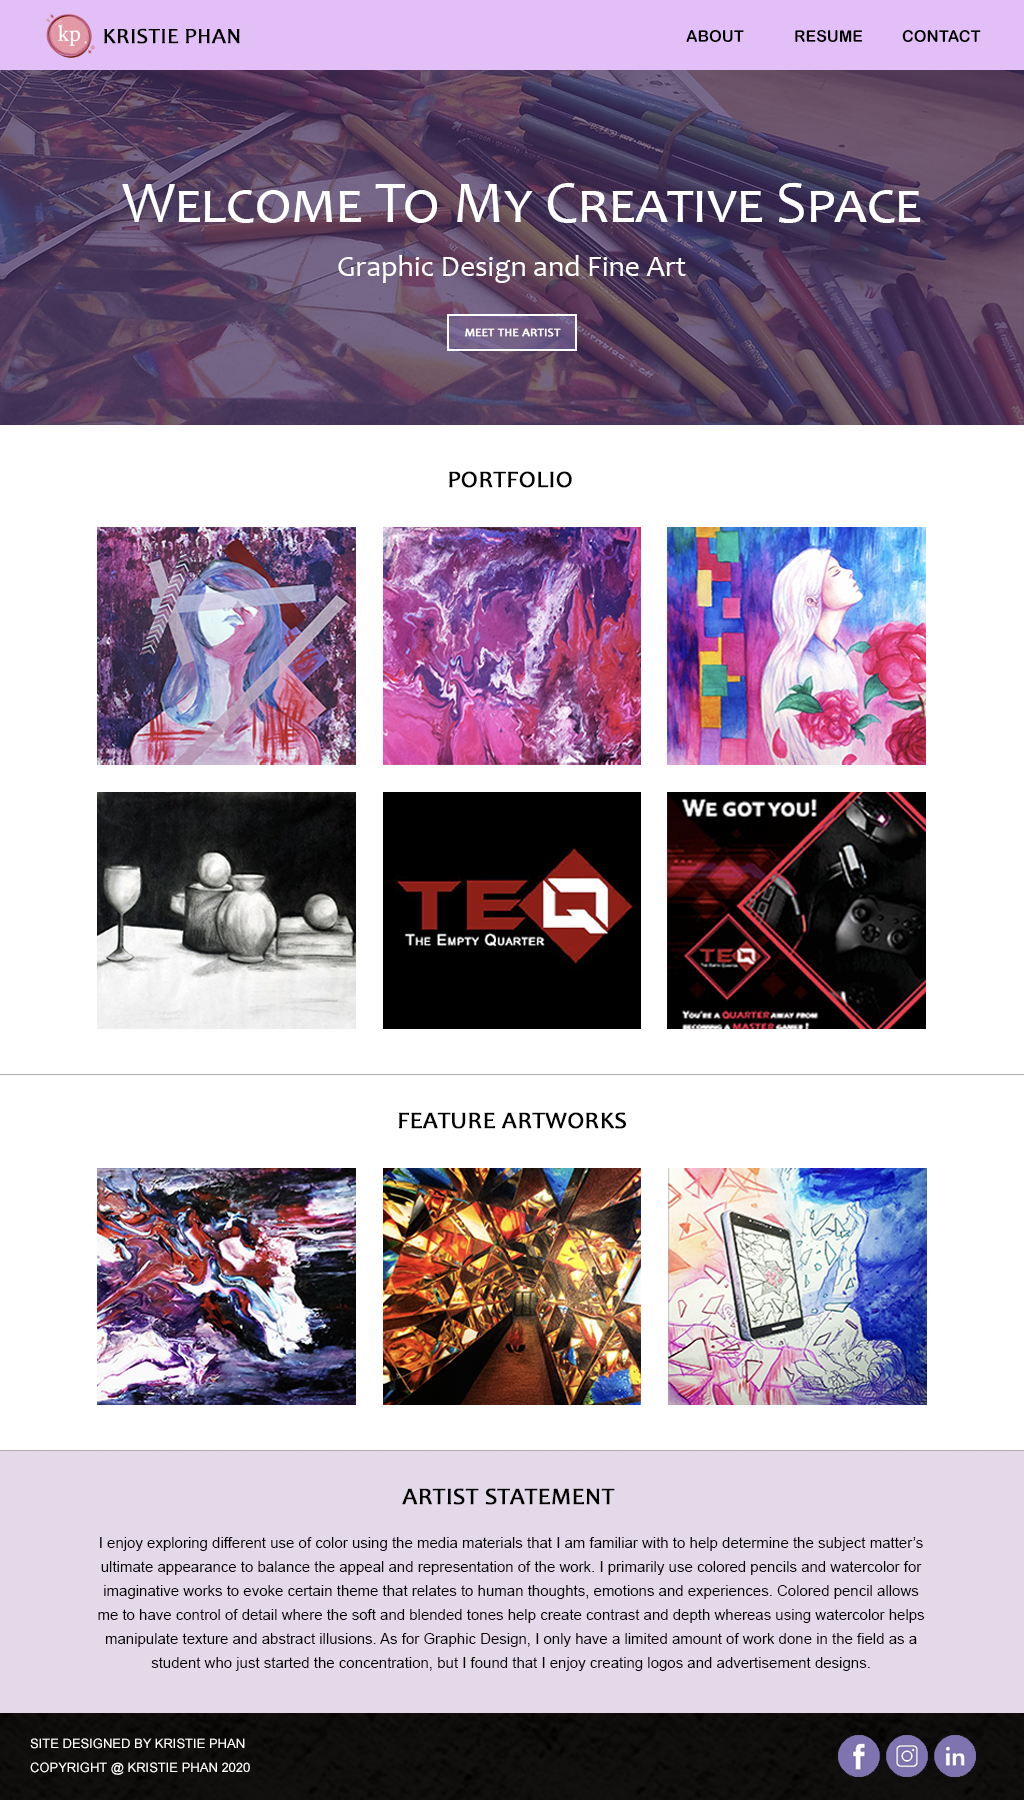 kp KRISTIE PHAN
ABOUT RESUME CONTACT
WELCOME TO MY CREATIVE SPACE
Graphic Design and Fine Art
MEET THE ARTIST
PORTFOLIO
TEQ
THE EMPTY QUARTER
WE GOT YOU!
TEQ
THE EMPTY QUARTER
YOU'RE A QUARTER AWAY FROM
BECOMING A MASTER GAMER!
FEATURE ARTWORKS
ARTIST STATEMENT
I enjoy exploring different use of color using the media materials that I am familiar with to help determine the subject matter’s
ultimate appearance to balance the appeal and representation of the work. I primarily use colored pencils and watercolor for
imaginative works to evoke certain theme that relates to human thoughts, emotions and experiences. Colored pencil allows
me to have control of detail where the soft and blended tones help create contrast and depth whereas using watercolor helps
manipulate texture and abstract illusions. As for Graphic Design, I only have a limited amount of work done in the field as a
student who just started the concentration, but I found that I enjoy creating logos and advertisement designs.
SITE DESIGNED BY KRISTIE PHAN
COPYRIGHT @ KRISTIE PHAN 2020
f in